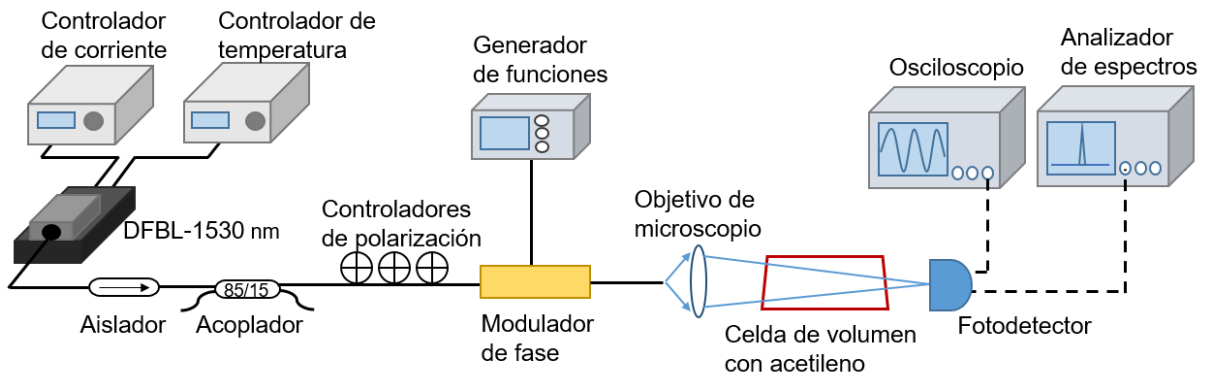 Controlador
de corriente
Controlador de
temperatura
Generador
de funciones
Osciloscopio
Analizador
de espectros
DFBL-1530 nm
Controladores
de polarización
Objetivo de
microscopio
85/15
Aislador
Acoplador
Modulador
de fase
Celda de volumen
con acetileno
Fotodetector